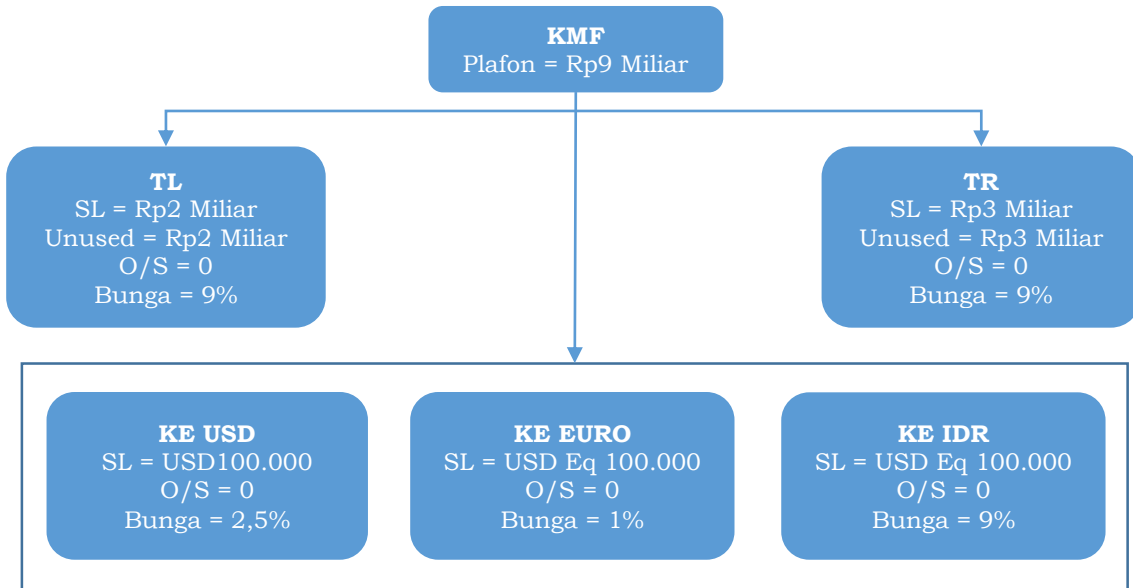 KMF
Plafon = Rp9 Miliar
TL
SL = Rp2 Miliar
Unused = Rp2 Miliar
O/S = 0
Bunga = 9%
TR
SL = Rp3 Miliar
Unused = Rp3 Miliar
O/S = 0
Bunga = 9%
KE USD
SL = USD100.000
O/S = 0
Bunga = 2,5%
KE EURO
SL = USD Eq 100.000
O/S = 0
Bunga = 1%
KE IDR
SL = USD Eq 100.000
O/S = 0
Bunga = 9%